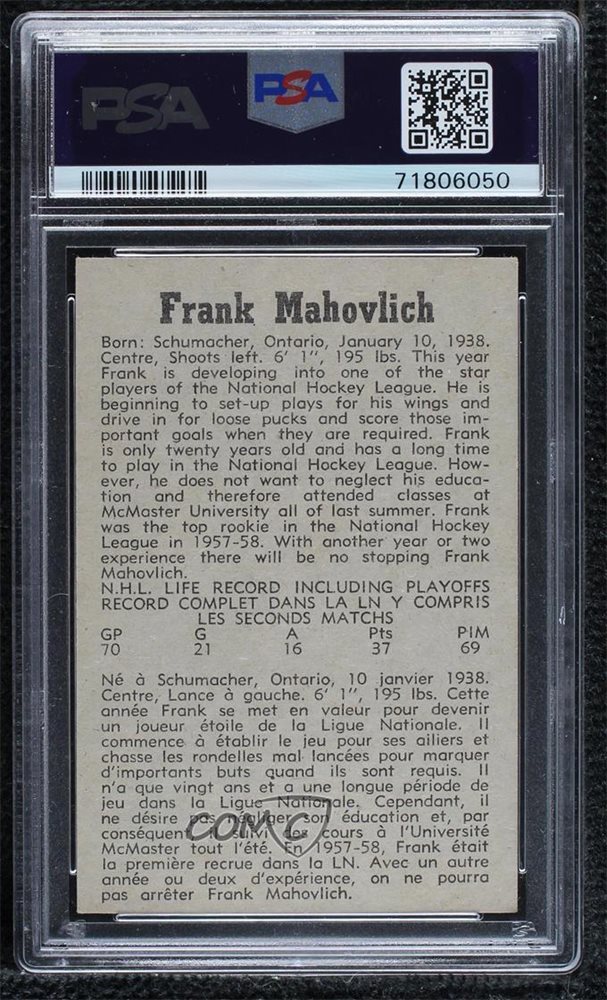 PSA PSA
71806050
Frank Mahovlich
Born: Schumacher, Ontario, January 10, 1938.
Centre, Shoots left. 6' 1", 195 lbs. This year
Frank is developing into one of the star
players of the National Hockey League. He is
beginning to set-up plays for his wings and
drive in for loose pucks and score those im-
portant goals when they are required. Frank
is only twenty years old and has a long time
to play in the National Hockey League. How-
ever, he does not want to neglect his educa-
tion and therefore attended classes at
McMaster University all of last summer. Frank
was the top rookie in the National Hockey
League in 1957-58. With another year or two
experience there will be no stopping Frank
Mahovlich.
N.H.L. LIFE RECORD INCLUDING PLAYOFFS
RECORD COMPLET DANS LA LN Y COMPRIS
LES SECONDS MATCHS
GP G A Pts PIM
70 21 16 37 69
Né à Schumacher, Ontario, 10 janvier 1938.
Centre, Lance à gauche. 6' 1", 195 lbs. Cette
année Frank se met en valeur pour devenir
un joueur étoile de la Ligue Nationale. Il
commence à établir le jeu pour ses ailiers et
chasse les rondelles mal lancées pour marquer
d'importants buts quand ils sont requis. Il
n'a que vingt ans et a une longue période de
jeu dans la Ligue Nationale. Cependant, il
ne désire pas négliger son éducation et, par
conséquent a suivi les cours à l'Université
McMaster tout l'été. En 1957-58, Frank était
la première recrue dans la LN. Avec un autre
année ou deux d'expérience, on ne pourra
pas arrêter Frank Mahovlich.
COMC